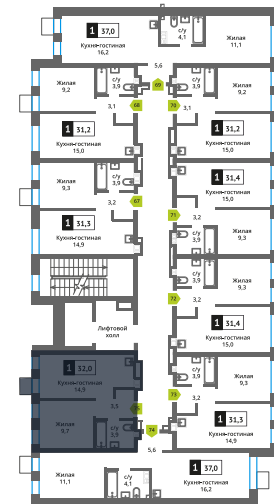 1 37,0
Кухня-гостиная
16,2
с/у
4,1
Жилая
11,1
5,6
69
Жилая
9,2
с/у
3,9
с/у
3,9
Жилая
9,2
3,1
68
70
3,1
1 31,2
Кухня-гостиная
15,0
1 31,2
Кухня-гостиная
15,0
Жилая
9,3
с/у
3,9
1 31,4
Кухня-гостиная
15,0
3,2
67
1 31,3
Кухня-гостиная
14,9
71
3,2
с/у
3,9
Жилая
9,3
с/у
3,9
Жилая
9,3
72
3,2
Лифтовой
холл
1 31,4
Кухня-гостиная
15,0
1 32,0
Кухня-гостиная
14,9
с/у
3,9
Жилая
9,3
3,5
73
3,2
Жилая
9,7
с/у
3,9
74
1 31,3
Кухня-гостиная
14,9
5,6
Жилая
11,1
с/у
4,1
1 37,0
Кухня-гостиная
16,2